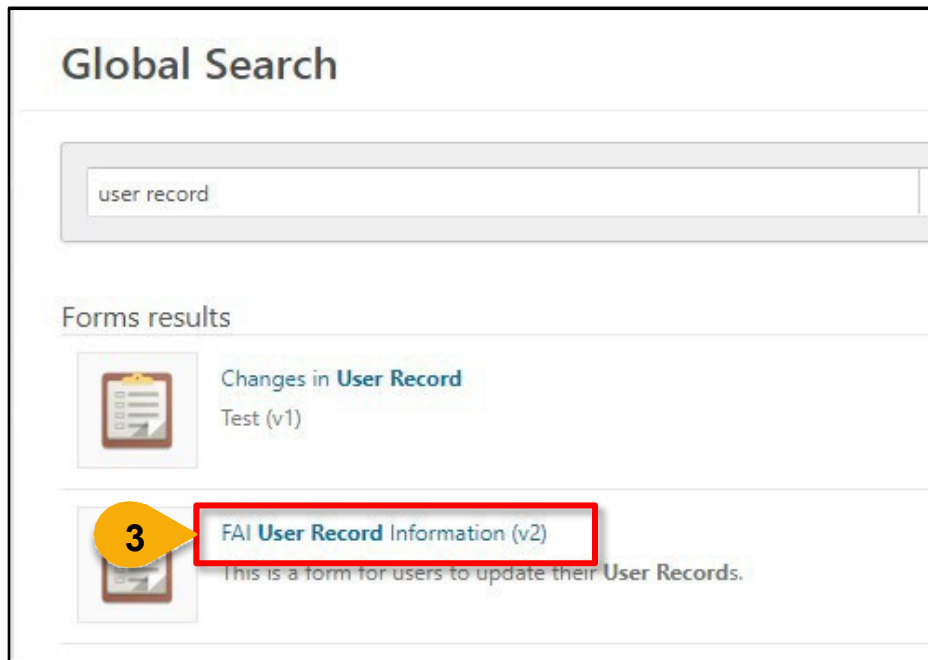 Global Search
user record
Forms results
Changes in User Record
Test (v1)
3
FAI User Record Information (v2)
This is a form for users to update their User Records.